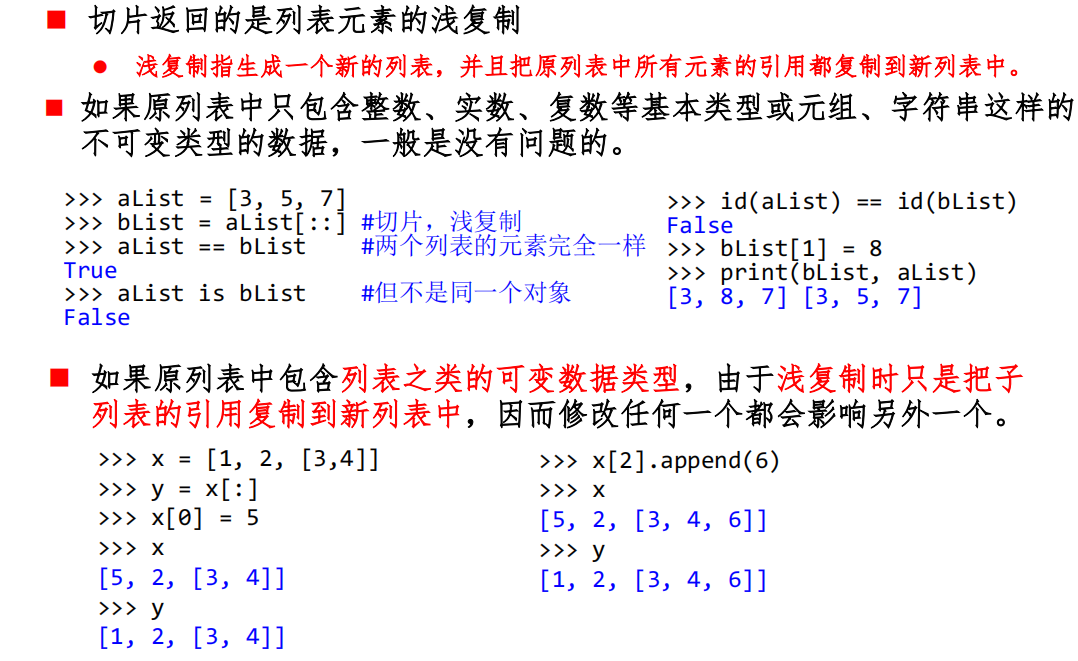 切片返回的是列表元素的浅复制
浅复制指生成一个新的列表，并且把原列表中所有元素的引用都复制到新列表中。
如果原列表中只包含整数、实数、复数等基本类型或元组、字符串这样的
不可变类型的数据，一般是没有问题的。
>>> aList = [3, 5, 7]
>>> bList = aList[::] #切片，浅复制
>>> aList == bList    #两个列表的元素完全一样
True
>>> aList is bList    #但不是同一个对象
False
>>> id(aList) == id(bList)
False
>>> bList[1] = 8
>>> print(bList, aList)
[3, 8, 7] [3, 5, 7]
如果原列表中包含列表之类的可变数据类型，由于浅复制时只是把子
列表的引用复制到新列表中，因而修改任何一个都会影响另外一个。
>>> x = [1, 2, [3,4]]
>>> y = x[:]
>>> x[0] = 5
>>> x
[5, 2, [3, 4]]
>>> y
[1, 2, [3, 4]]
>>> x[2].append(6)
>>> x
[5, 2, [3, 4, 6]]
>>> y
[1, 2, [3, 4, 6]]